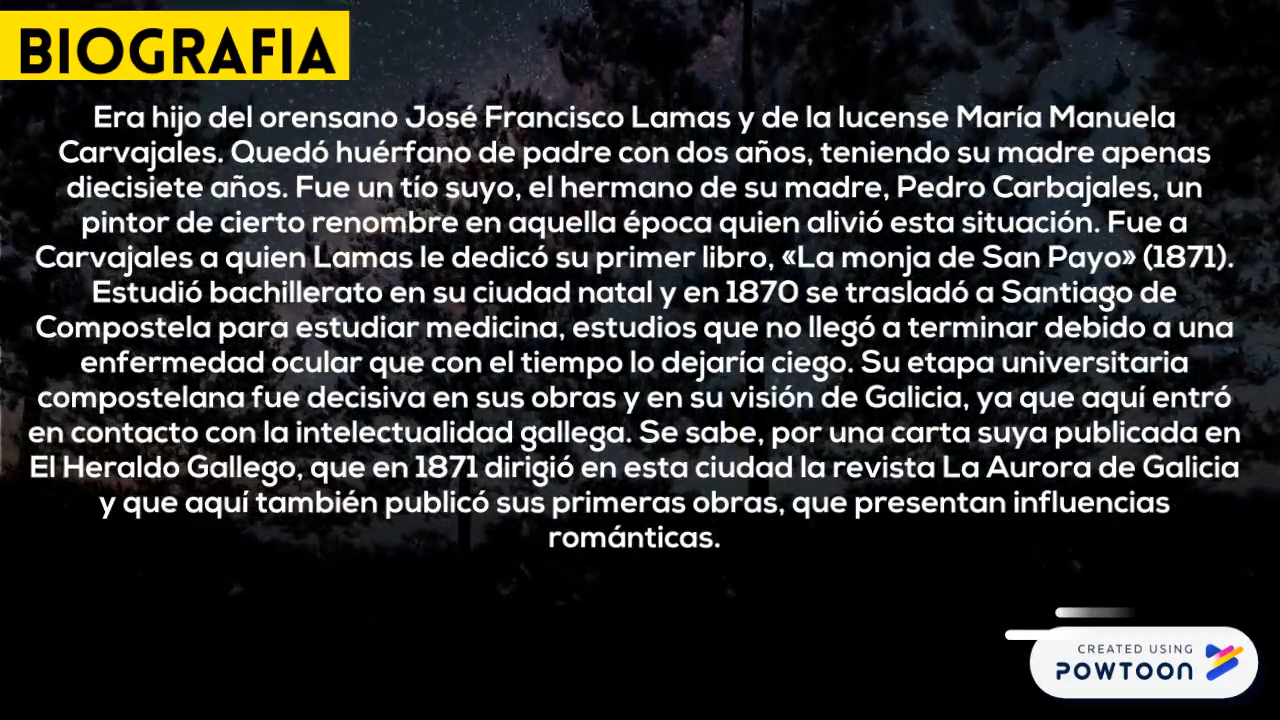 BIOGRAFIA
Era hijo del orensano José Francisco Lamas y de la lucense María Manuela
Carvajales. Quedó huérfano de padre con dos años, teniendo su madre apenas
diecisiete años. Fue un tío suyo, el hermano de su madre, Pedro Carbajales, un
pintor de cierto renombre en aquella época quien alivió esta situación. Fue a
Carvajales a quien Lamas le dedicó su primer libro, «La monja de San Payo» (1871).
Estudió bachillerato en su ciudad natal y en 1870 se trasladó a Santiago de
Compostela para estudiar medicina, estudios que no llegó a terminar debido a una
enfermedad ocular que con el tiempo lo dejaría ciego. Su etapa universitaria
compostelana fue decisiva en sus obras y en su visión de Galicia, ya que aquí entró
en contacto con la intelectualidad gallega. Se sabe, por una carta suya publicada en
El Heraldo Gallego, que en 1871 dirigió en esta ciudad la revista La Aurora de Galicia
y que aquí también publicó sus primeras obras, que presentan influencias
románticas.
CREATED USING
POWTOON